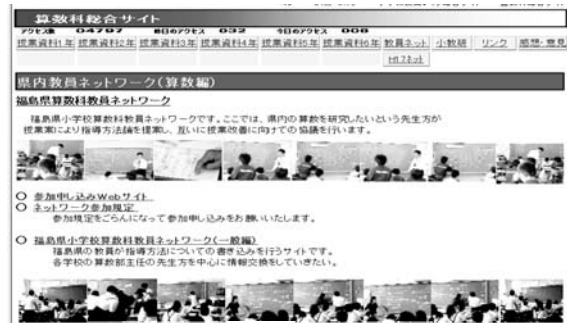 算数科総合サイト
アクセス数 04797 昨日のアクセス 032 今日のアクセス 008
授業資料1年 授業資料2年 授業資料3年 授業資料4年 授業資料5年 授業資料6年 教員ネット 小教研 リンク 感想・意見
H17ネット
県内教員ネットワーク(算数編)
福島県算数科教員ネットワーク
福島県小学校算数科教員ネットワークです。ここでは、県内の算数を研究したいという先生方が
授業案により指導方法論を提案し、互いに授業改善に向けての協議を行います。
○ 参加申し込みWebサイト
○ ネットワーク参加規定
参加規定をごらんになって参加申し込みをお願いいたします。
○ 福島県小学校算数科教員ネットワーク(一般編)
福島県の教員が指導方法についての書き込みを行うサイトです。
各学校の算数部主任の先生方を中心に情報交換をしていきたい。